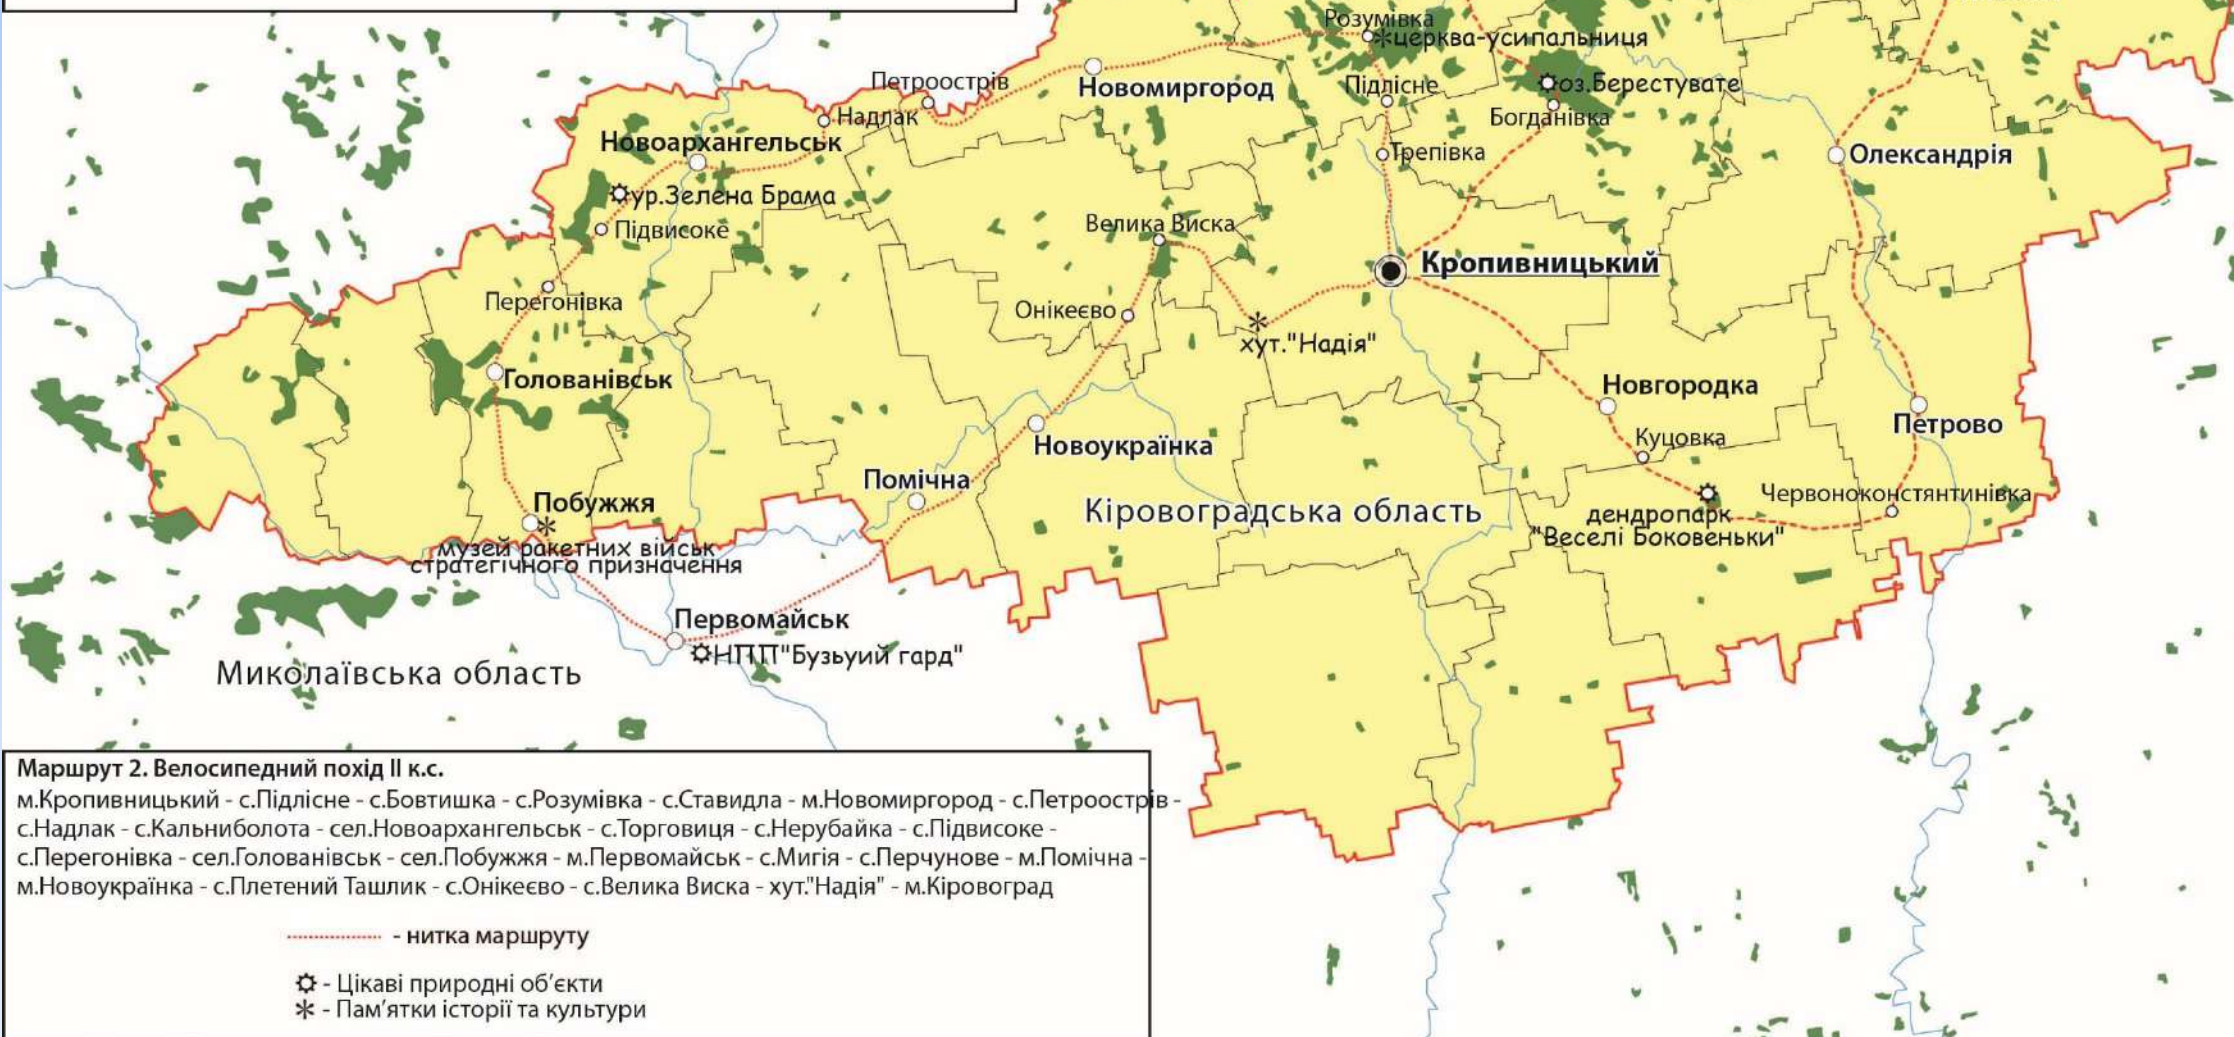 Розумівка
церква-усипальниця
Петроострів
Новомиргород
Підлісне
оз.Берестувате
Надлак
Богданівка
Новоархангельськ
Трепівка
Олександрія
ур.Зелена Брама
Підвисоке
Велика Виска
Кропивницький
Перегонівка
Онікеєво
хут."Надія"
Голованівськ
Новгородка
Петрово
Новоукраїнка
Куцовка
Помічна
Побужжя
Червоноконстянтинівка
Кіровоградська область
дендропарк
"Веселі Боковеньки"
музей ракетних військ
стратегічного призначення
Первомайськ
НПП"Бузьуий гард"
Миколаївська область
Маршрут 2. Велосипедний похід ІІ к.с.
м.Кропивницький - с.Підлісне - с.Бовтишка - с.Розумівка - с.Ставидла - м.Новомиргород - с.Петроострів -
с.Надлак - с.Кальниболота - сел.Новоархангельськ - с.Торговиця - с.Нерубайка - с.Підвисоке -
с.Перегонівка - сел.Голованівськ - сел.Побужжя - м.Первомайськ - с.Мигія - с.Перчунове - м.Помічна -
м.Новоукраїнка - с.Плетений Ташлик - с.Онікеєво - с.Велика Виска - хут."Надія" - м.Кіровоград
- нитка маршруту
- Цікаві природні об'єкти
- Пам'ятки історії та культури